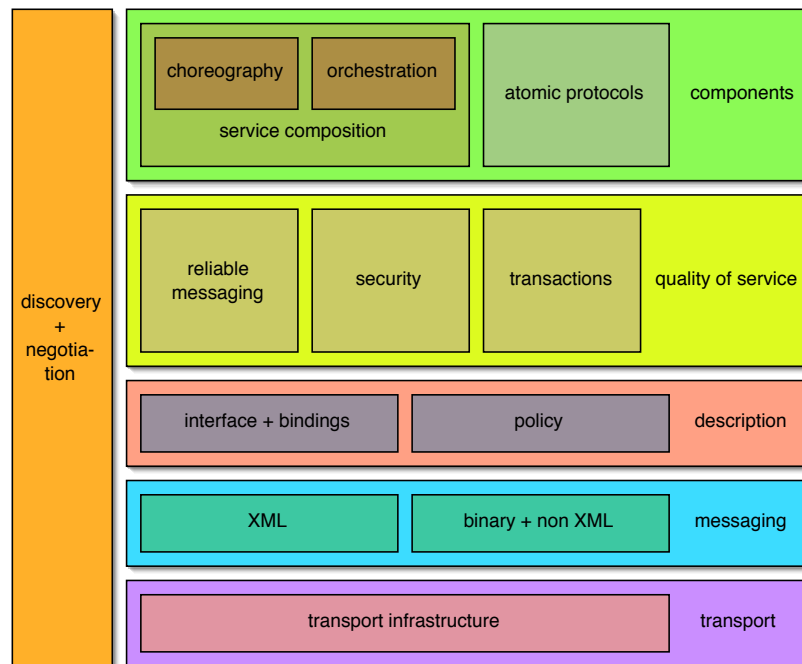 choreography
orchestration
service composition
atomic protocols
components
reliable
messaging
security
transactions
quality of service
discovery
+
negotia-
tion
interface + bindings
policy
description
XML
binary + non XML
messaging
transport infrastructure
transport